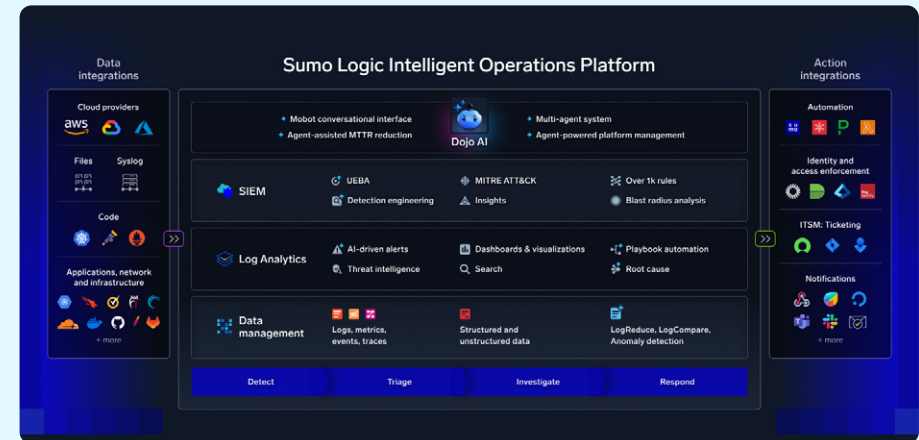 Sumo Logic Intelligent Operations Platform
Data
integrations
Cloud providers
aws
Files
Syslog
Code
Applications, network
and infrastructure
+ more
Mobot conversational interface
Agent-assisted MTTR reduction
Dojo AI
Multi-agent system
Agent-powered platform management
SIEM
UEBA
MITRE ATT&CK
Over 1k rules
Detection engineering
Insights
Blast radius analysis
Log Analytics
AI-driven alerts
Dashboards & visualizations
Playbook automation
Threat intelligence
Search
Root cause
Data
management
Logs, metrics,
events, traces
Structured and
unstructured data
LogReduce, LogCompare,
Anomaly detection
Detect
Triage
Investigate
Respond
Action
integrations
Automation
Identity and
access enforcement
ITSM: Ticketing
Notifications
+ more